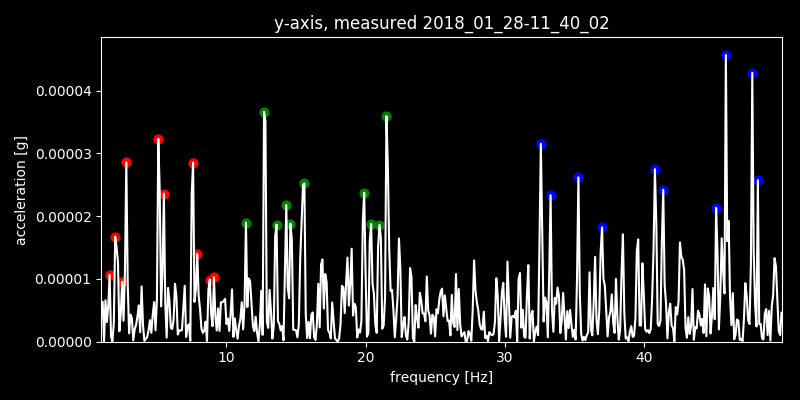 y-axis, measured 2018_01_28-11_40_02
acceleration [g]
0.00004
0.00003
0.00002
0.00001
0.00000
10 20 30 40
frequency [Hz]